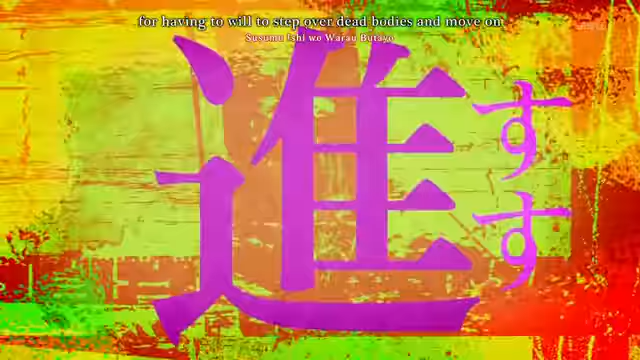 for having to will to step over dead bodies and move on
Susumu Ishi wo Warau Butayo
進
すす